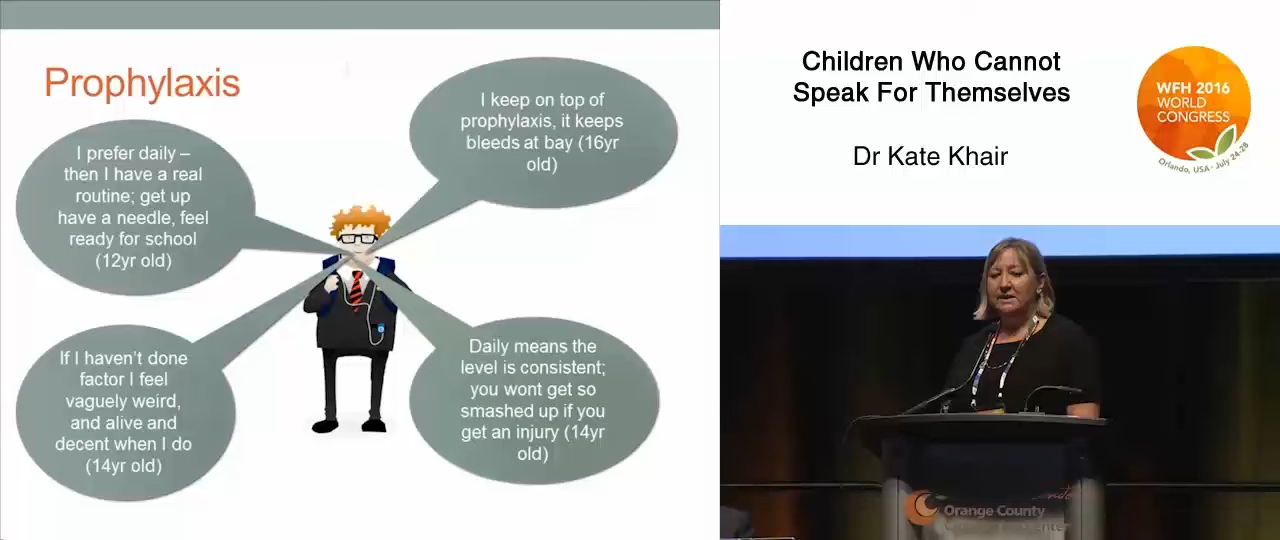 Prophylaxis
I keep on top of
prophylaxis, it keeps
bleeds at bay (16yr
old)
I prefer daily –
then I have a real
routine; get up
have a needle, feel
ready for school
(12yr old)
If I haven’t done
factor I feel
vaguely weird,
and alive and
decent when I do
(14yr old)
Daily means the
level is consistent;
you wont get so
smashed up if you
get an injury (14yr
old)
Children Who Cannot
Speak For Themselves
Dr Kate Khair
WFH 2016
WORLD
CONGRESS
Orlando, USA · July 24-28
Orange County